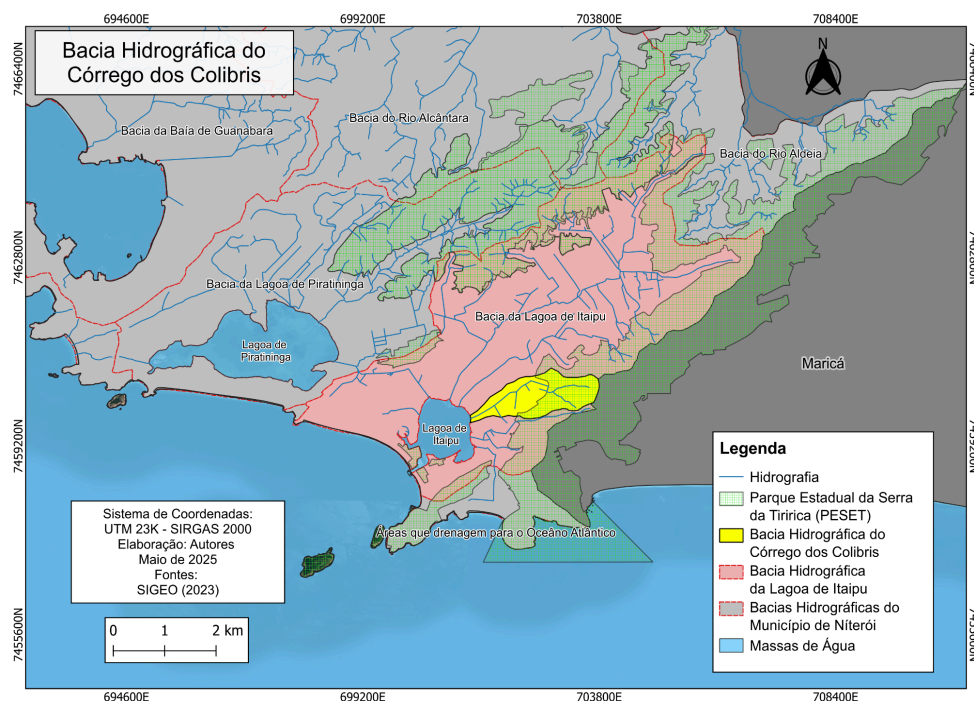 694600E
699200E
703800E
708400E
Bacia Hidrográfica do
Córrego dos Colibris
N
7466400N
7466400N
Bacia da Baía de Guanabara
Bacia do Rio Alcântara
Bacia do Rio Aldeia
7462800N
7462800N
Bacia da Lagoa de Piratininga
Bacia da Lagoa de Itaipu
Lagoa de
Piratininga
Maricá
7459200N
7459200N
Lagoa de
Itaipu
Áreas que drenagem para o Oceâno Atlântico
Sistema de Coordenadas:
UTM 23K - SIRGAS 2000
Elaboração: Autores
Maio de 2025
Fontes:
SIGEO (2023)
0 1 2 km
Legenda
Hidrografia
Parque Estadual da Serra
da Tiririca (PESET)
Bacia Hidrográfica do
Córrego dos Colibris
Bacia Hidrográfica
da Lagoa de Itaipu
Bacias Hidrográficas do
Município de Níterói
Massas de Água
7455600N
7455600N
694600E
699200E
703800E
708400E